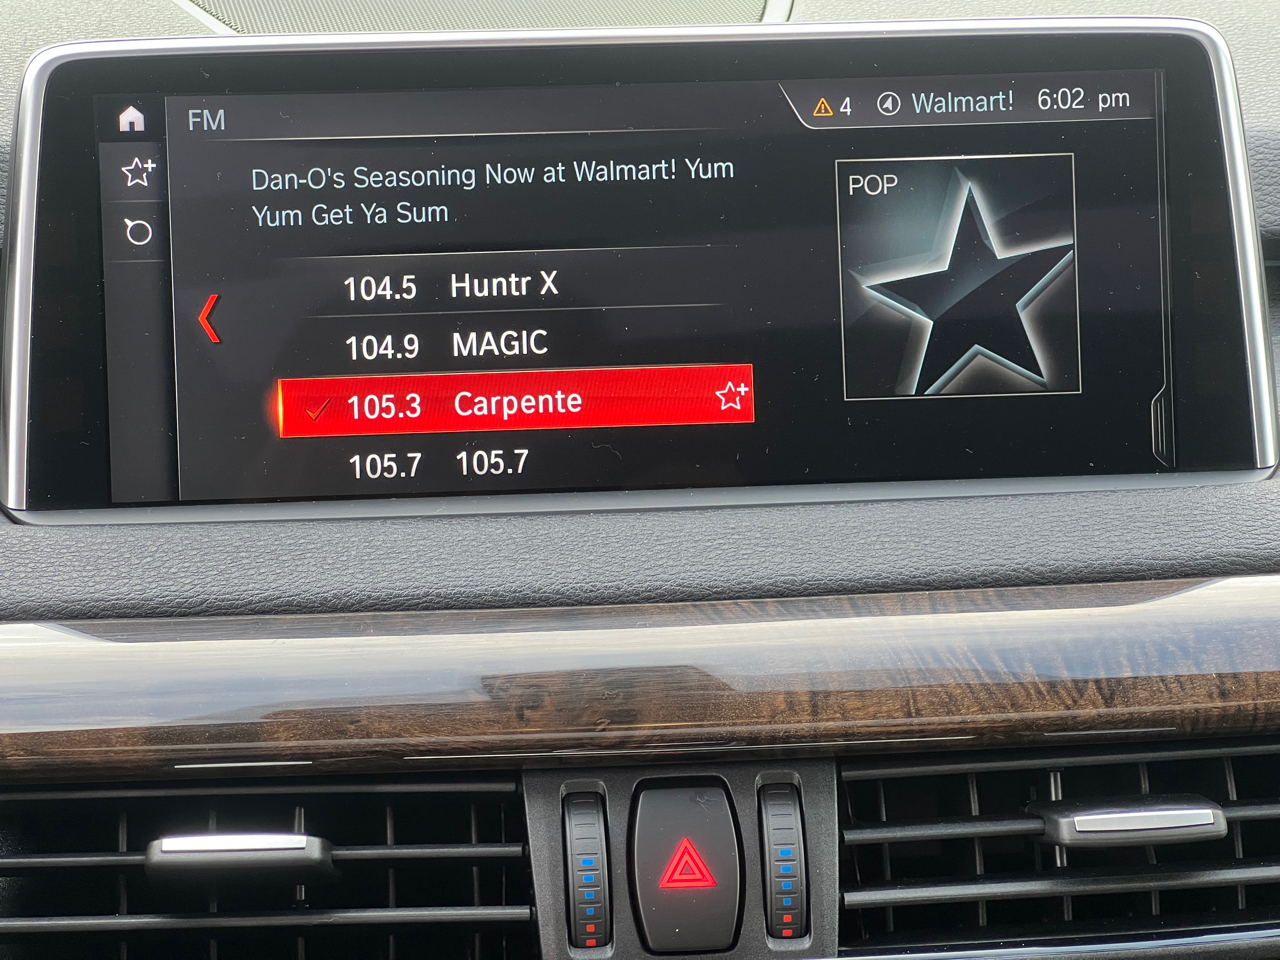 FM
4 Walmart! 6:02 pm
Dan-O's Seasoning Now at Walmart! Yum
Yum Get Ya Sum
POP
104.5 Huntr X
104.9 MAGIC
105.3 Carpente
105.7 105.7